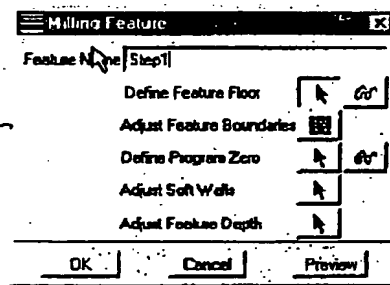 Milling Feature
Feature Name Step1
Define Feature Floor
Adjust Feature Boundaries
Define Program Zero
Adjust Soft Walls
Adjust Feature Depth
OK Cancel Preview